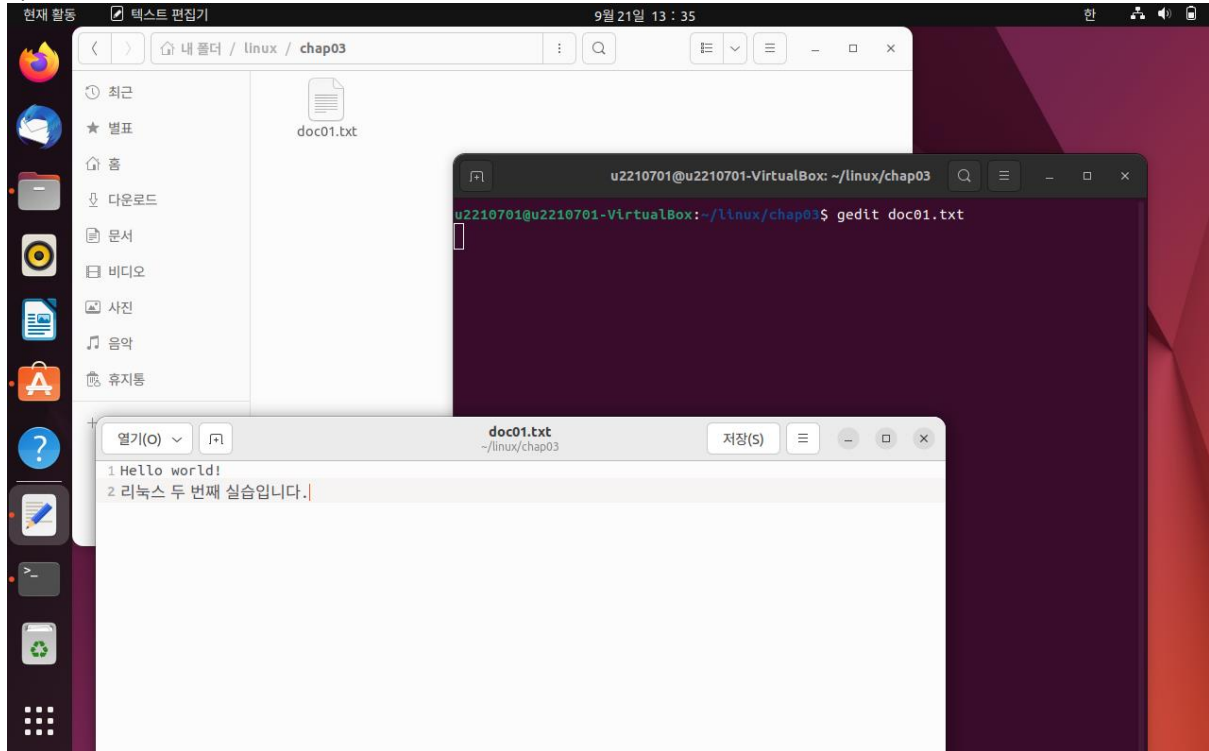 현재 활동 텍스트 편집기 9월 21일 13 : 35 한
내 폴더 / linux / chap03
최근
별표
홈
다운로드
문서
비디오
사진
음악
휴지통
doc01.txt
u2210701@u2210701-VirtualBox: ~/linux/chap03
u2210701@u2210701-VirtualBox:~/linux/chap03$ gedit doc01.txt
열기(O) doc01.txt 저장(S)
~/linux/chap03
1 Hello world!
2 리눅스 두 번째 실습입니다.